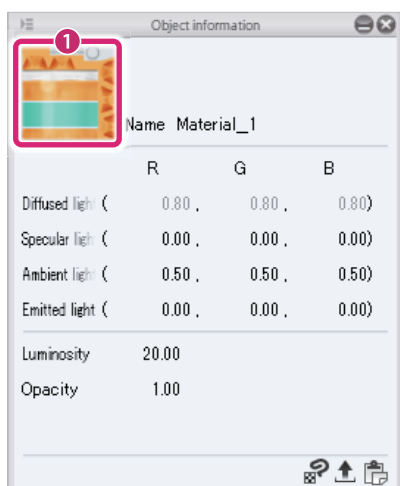 Object information
1
Name Material_1
R G B
Diffused ligh ( 0.80 , 0.80 , 0.80)
Specular ligh ( 0.00 , 0.00 , 0.00)
Ambient ligh ( 0.50 , 0.50 , 0.50)
Emitted light ( 0.00 , 0.00 , 0.00)
Luminosity 20.00
Opacity 1.00